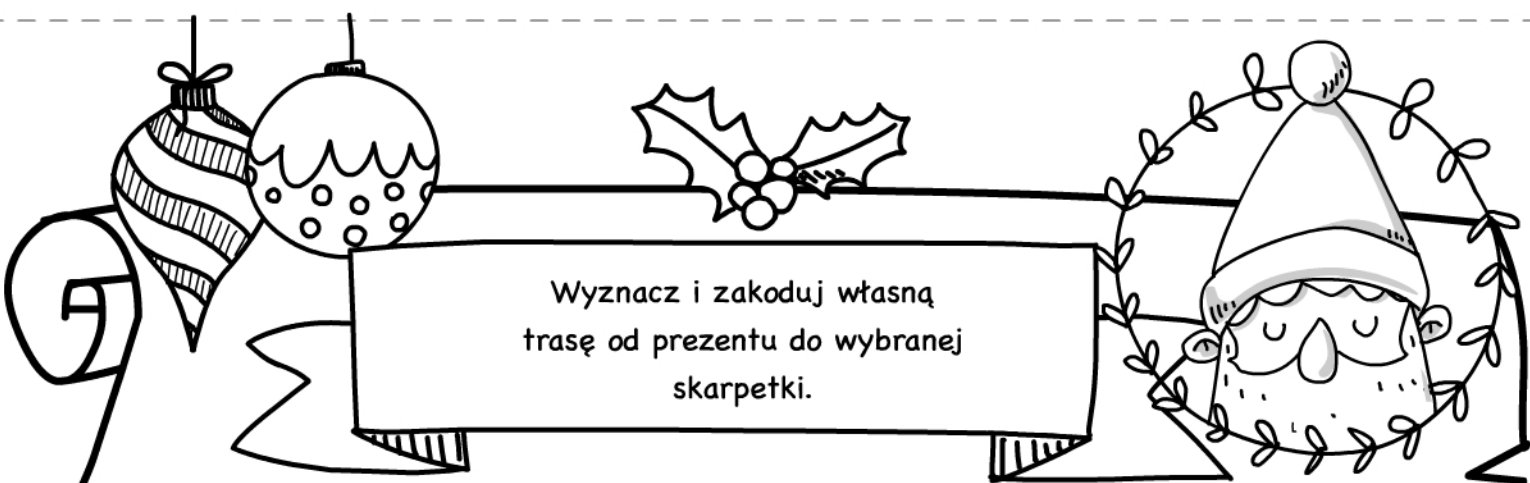 Wyznacz i zakoduj własną
trasę od prezentu do wybranej
skarpetki.